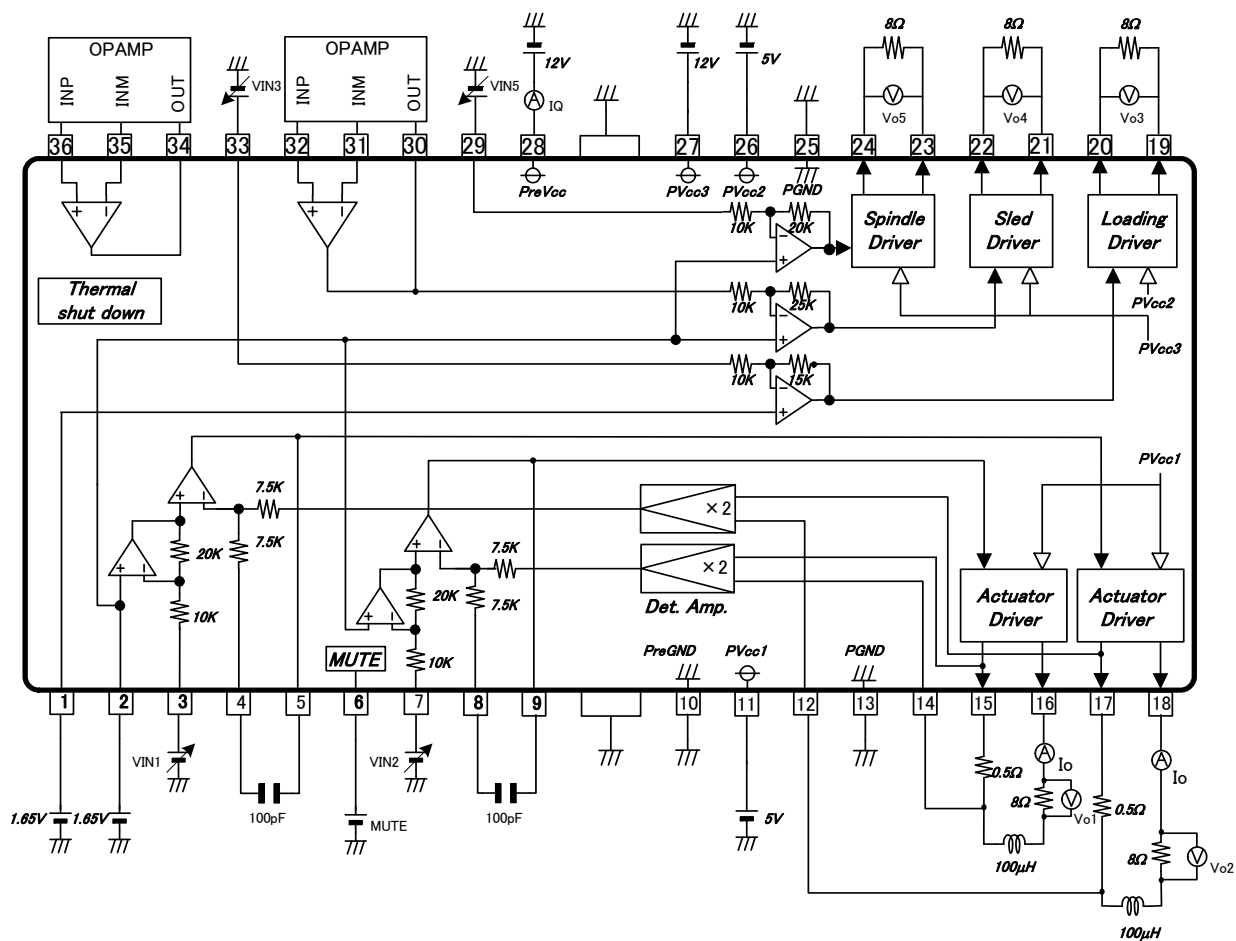 OPAMP
INP
INM
OUT
VIN3
OPAMP
INP
INM
OUT
VIN5
12V
IQ
12V
5V
8Ω
V
Vo5
8Ω
V
Vo4
8Ω
V
Vo3
A
36
35
34
33
32
31
30
29
28
27
26
25
24
23
22
21
20
19
PreVcc
PVcc3
PVcc2
PGND
10K
20K
Spindle
Driver
Sled
Driver
Loading
Driver
Thermal
shut down
10K
25K
PVcc2
PVcc3
10K
15K
PVcc1
7.5K
7.5K
20K
10K
×2
7.5K
7.5K
20K
10K
×2
Det. Amp.
Actuator
Driver
Actuator
Driver
MUTE
PreGND
PVcc1
PGND
1
2
3
4
5
6
7
8
9
10
11
12
13
14
15
16
17
18
VIN1
VIN2
1.65V
1.65V
100pF
MUTE
100pF
5V
0.5Ω
A
Io
8Ω
V
Vo1
100μH
0.5Ω
A
Io
8Ω
V
Vo2
100μH